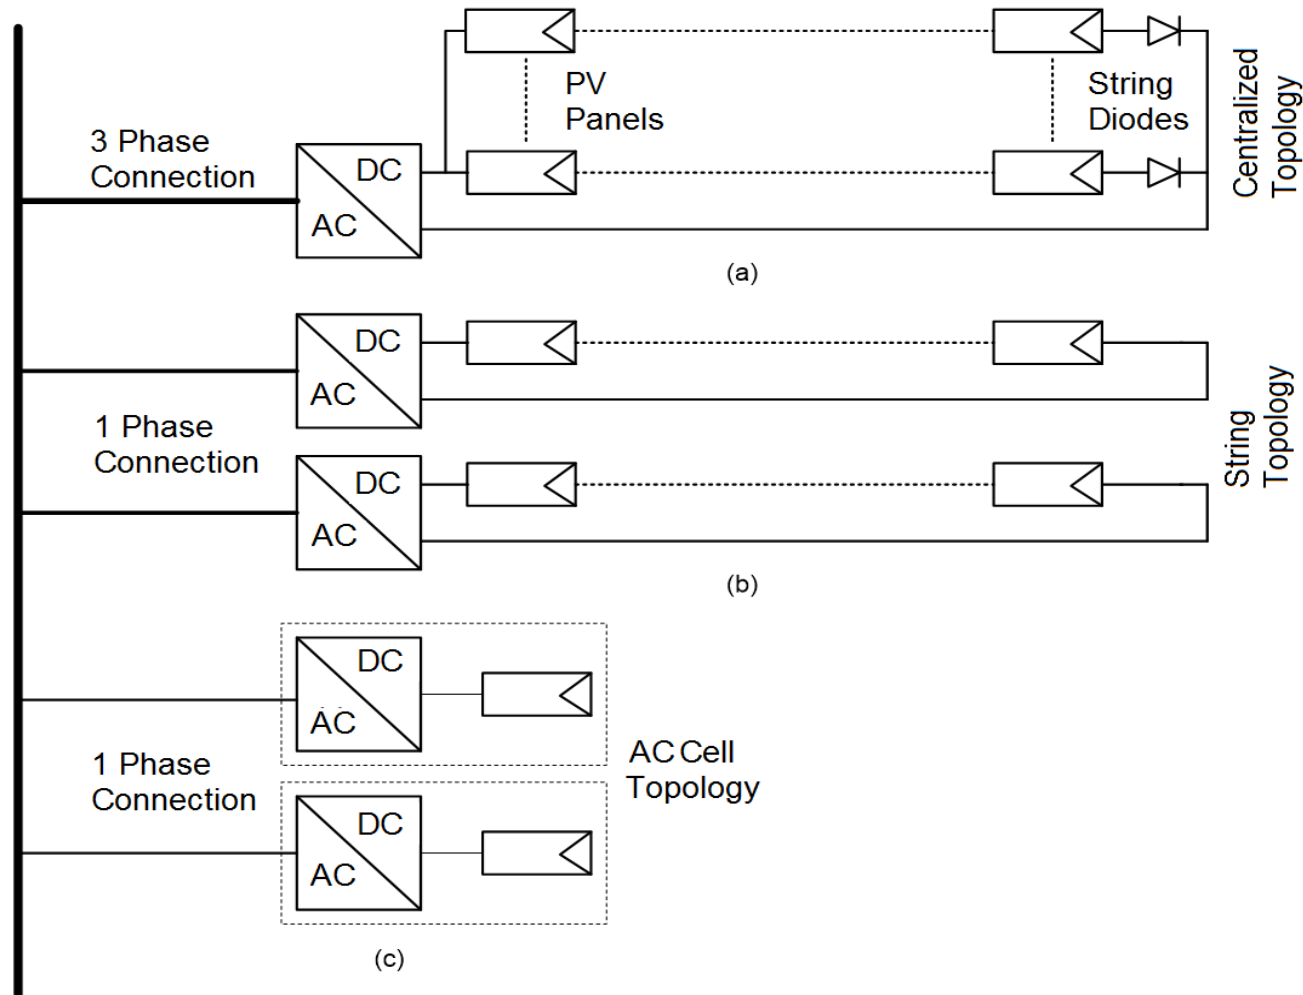 3 Phase
Connection
DC
AC
PV
Panels
String
Diodes
Centralized
Topology
(a)
1 Phase
Connection
DC
AC
DC
AC
String
Topology
(b)
1 Phase
Connection
DC
AC
DC
AC
AC Cell
Topology
(c)